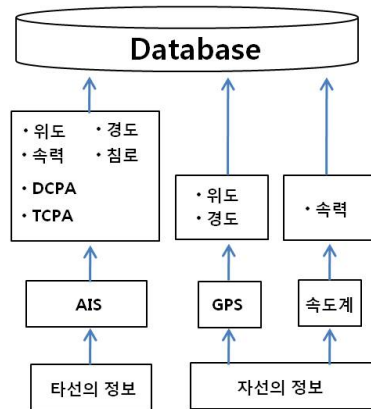 Database
· 위도 · 경도
· 속력 · 침로
· DCPA
· TCPA
· 위도
· 경도
· 속력
AIS
GPS
속도계
타선의 정보
자선의 정보